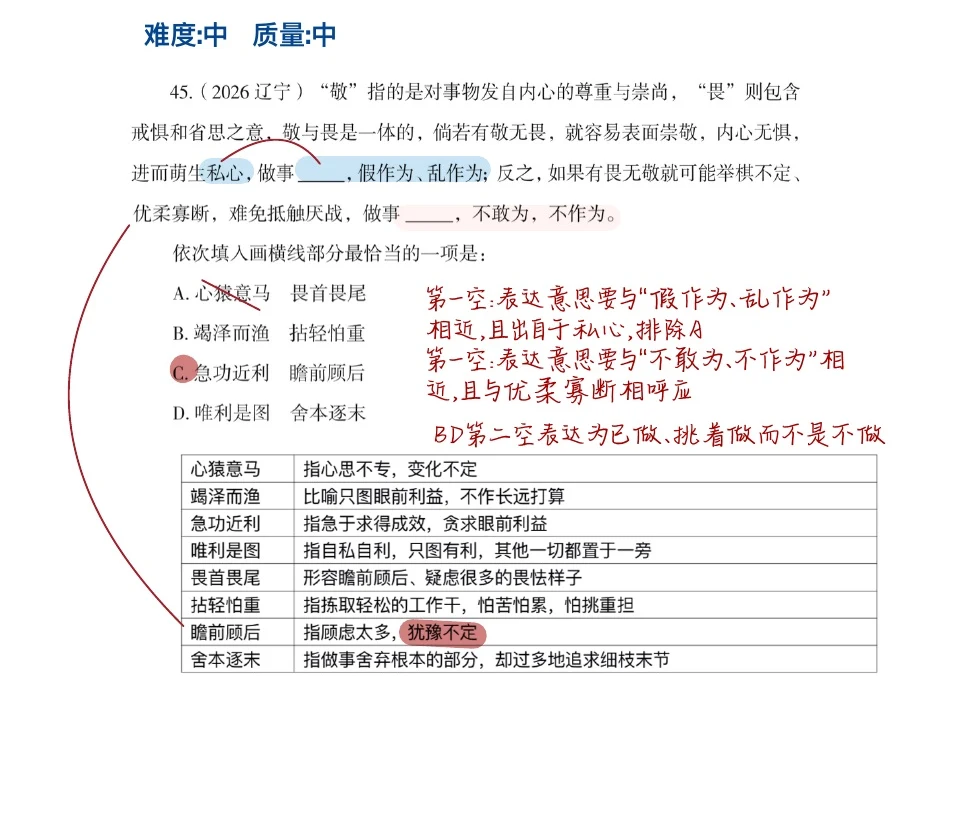 难度:中 质量:中
45.（2026 辽宁）“敬”指的是对事物发自内心的尊重与崇尚，“畏”则包含
戒惧和省思之意，敬与畏是一体的，倘若有敬无畏，就容易表面崇敬，内心无惧，
进而萌生私心，做事_____，假作为、乱作为；反之，如果有畏无敬就可能举棋不定、
优柔寡断，难免抵触厌战，做事_____，不敢为，不作为。
依次填入画横线部分最恰当的一项是：
A. 心猿意马 畏首畏尾
B. 竭泽而渔 拈轻怕重
C. 急功近利 瞻前顾后
D. 唯利是图 舍本逐末
第一空:表达意思要与“假作为、乱作为”
相近,且出自于私心,排除A
第一空:表达意思要与“不敢为、不作为”相
近,且与优柔寡断相呼应
BD第二空表达为已做、挑着做而不是不做
心猿意马 指心思不专，变化不定
竭泽而渔 比喻只图眼前利益，不作长远打算
急功近利 指急于求得成效，贪求眼前利益
唯利是图 指自私自利，只图有利，其他一切都置于一旁
畏首畏尾 形容瞻前顾后、疑虑很多的畏怯样子
拈轻怕重 指拣取轻松的工作干，怕苦怕累，怕挑重担
瞻前顾后 指顾虑太多，犹豫不定
舍本逐末 指做事舍弃根本的部分，却过多地追求细枝末节